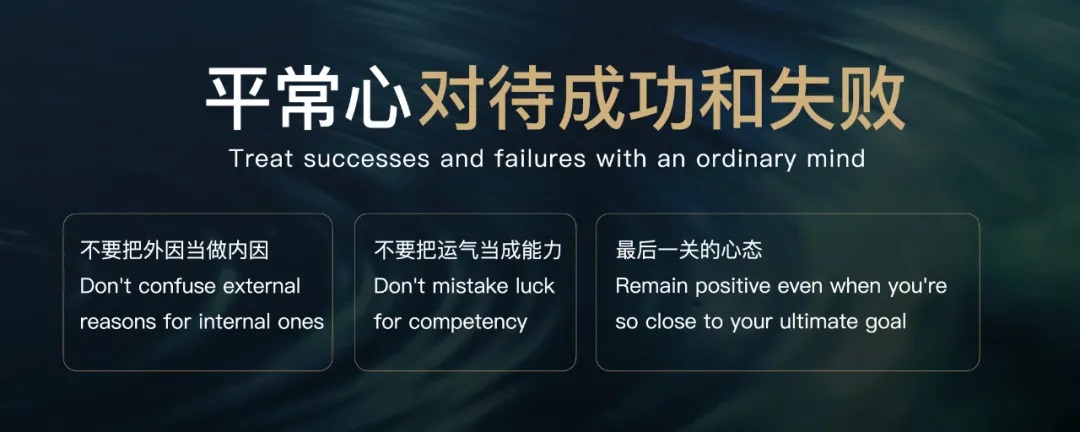 平常心对待成功和失败
Treat successes and failures with an ordinary mind
不要把外因当做内因
Don't confuse external
reasons for internal ones
不要把运气当成能力
Don't mistake luck
for competency
最后一关的心态
Remain positive even when you're
so close to your ultimate goal